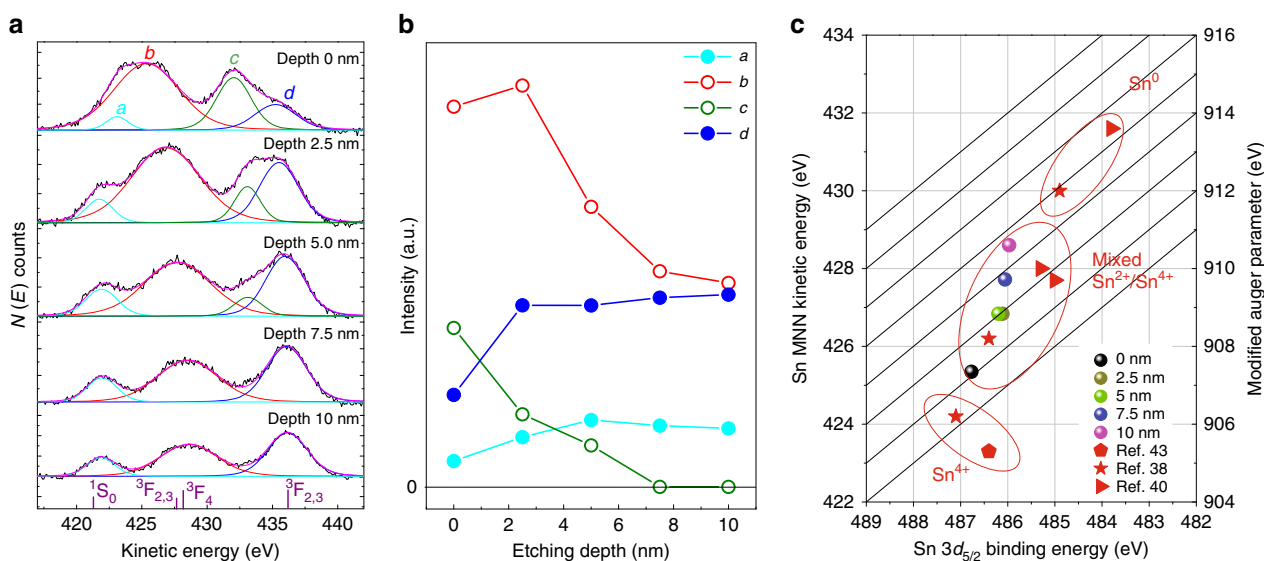 a
b
c
a
b
c
d
Depth 0 nm
Depth 2.5 nm
Depth 5.0 nm
Depth 7.5 nm
Depth 10 nm
¹S₀
³F₂,₃
³F₄
³F₂,₃
N (E) counts
420
425
430
435
440
Kinetic energy (eV)
a
b
c
d
Intensity (a.u.)
0
0
2
4
6
8
10
Etching depth (nm)
434
432
430
428
426
424
422
Sn MNN kinetic energy (eV)
916
914
912
910
908
906
904
Modified auger parameter (eV)
Sn⁰
Mixed
Sn²⁺/Sn⁴⁺
Sn⁴⁺
0 nm
2.5 nm
5 nm
7.5 nm
10 nm
Ref. 43
Ref. 38
Ref. 40
489
488
487
486
485
484
483
482
Sn 3d₅/₂ binding energy (eV)